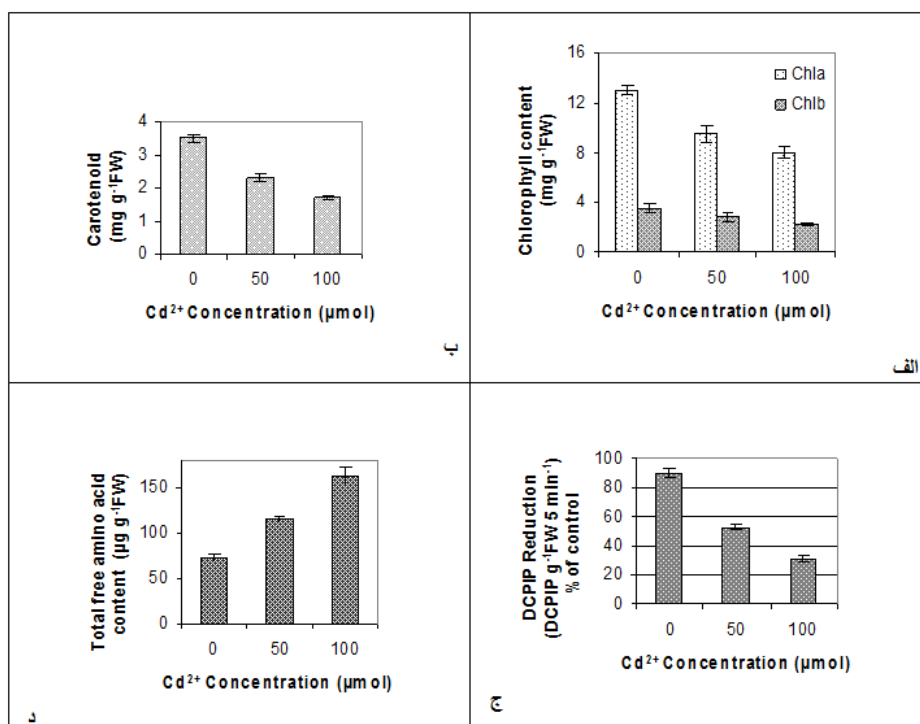 4
3
2
1
0
Carotenoid
(mg g⁻¹FW)
0 50 100
Cd²⁺ Concentration (µmol)
ب
16
12
8
4
0
Chlorophyll content
(mg g⁻¹FW)
Chla
Chlb
0 50 100
Cd²⁺ Concentration (µmol)
الف
150
100
50
0
Total free amino acid
content (µg g⁻¹FW)
0 50 100
Cd²⁺ Concentration (µmol)
د
100
80
60
40
20
0
DCPIP Reduction
(DCPIP g⁻¹FW 5 min⁻¹)
% of control
0 50 100
Cd²⁺ Concentration (µmol)
ج